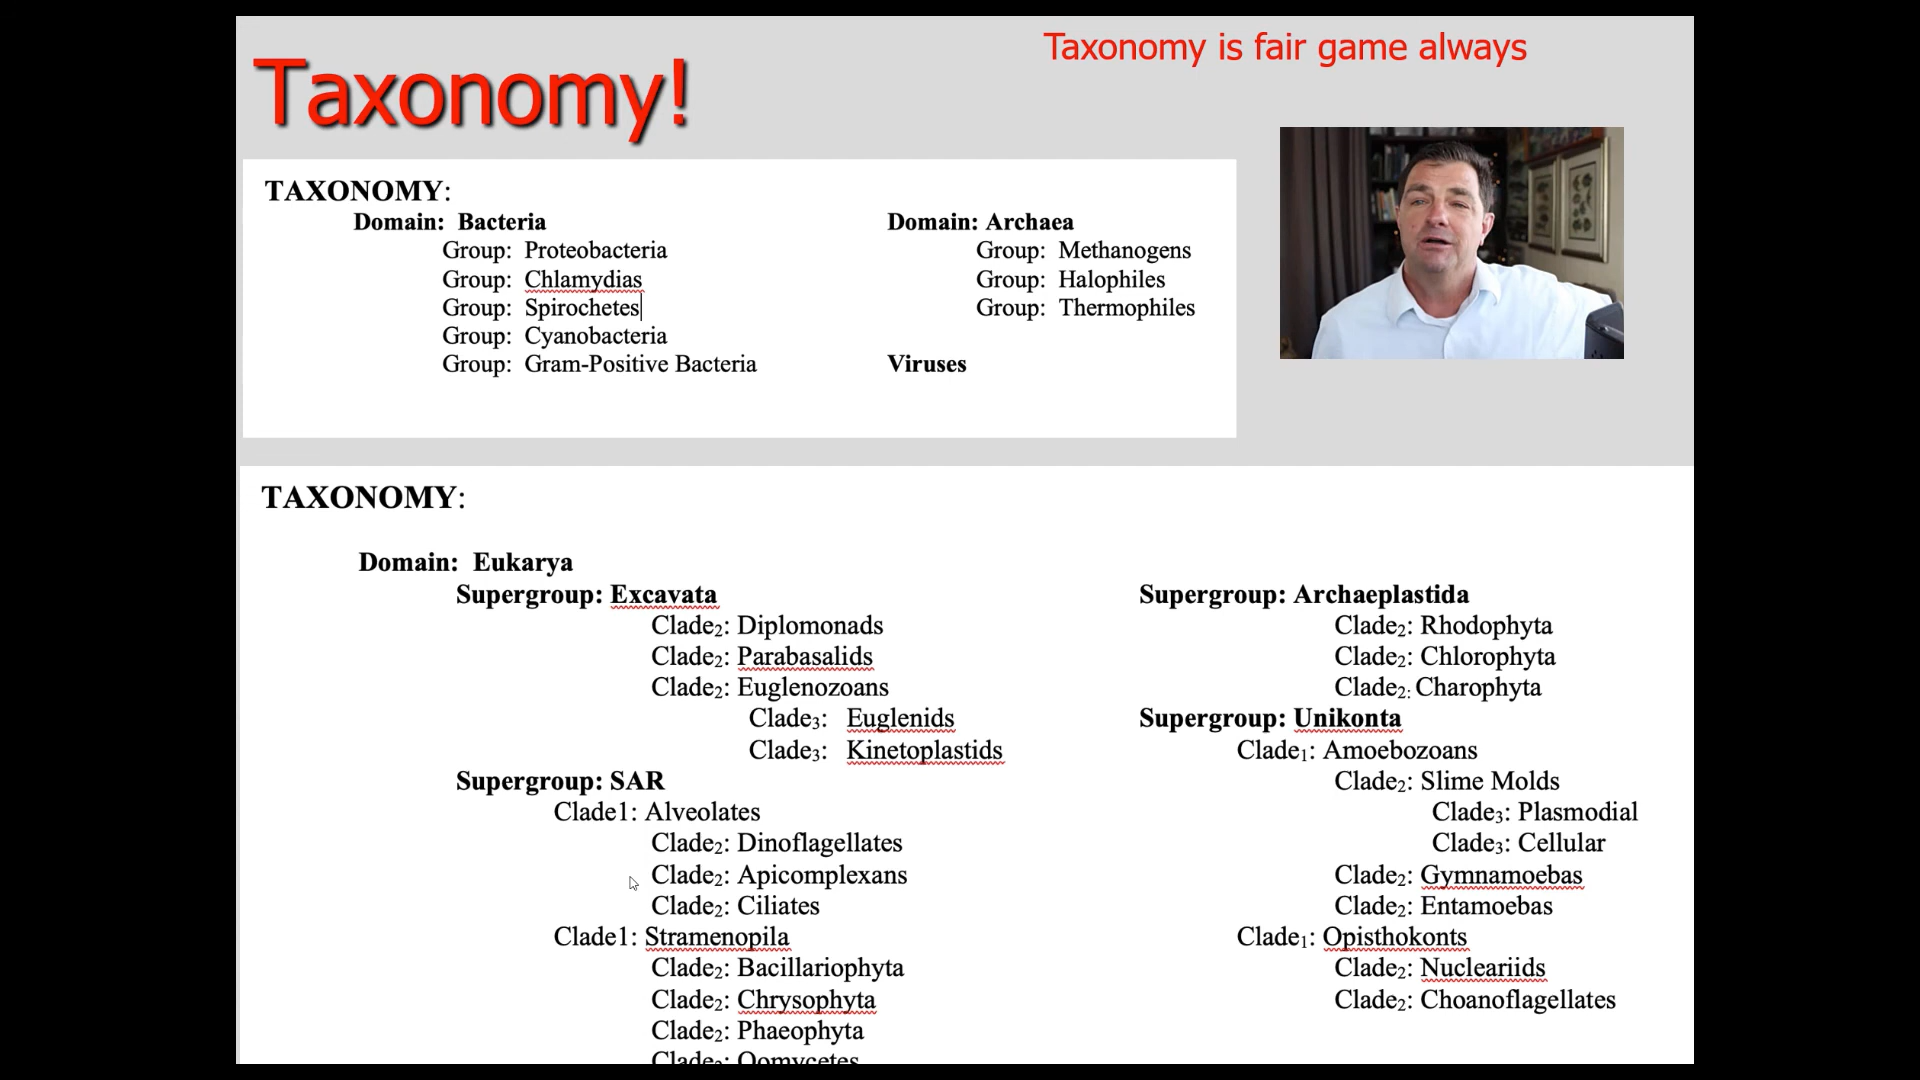 Taxonomy is fair game always
Taxonomy!
TAXONOMY:
Domain: Bacteria
Group: Proteobacteria
Group: Chlamydias
Group: Spirochetes
Group: Cyanobacteria
Group: Gram-Positive Bacteria
Domain: Archaea
Group: Methanogens
Group: Halophiles
Group: Thermophiles
Viruses
TAXONOMY:
Domain: Eukarya
Supergroup: Excavata
Clade₂: Diplomonads
Clade₂: Parabasalids
Clade₂: Euglenozoans
Clade₃: Euglenids
Clade₃: Kinetoplastids
Supergroup: SAR
Clade1: Alveolates
Clade₂: Dinoflagellates
Clade₂: Apicomplexans
Clade₂: Ciliates
Clade1: Stramenopila
Clade₂: Bacillariophyta
Clade₂: Chrysophyta
Clade₂: Phaeophyta
Clade₂: Oomycetes
Supergroup: Archaeplastida
Clade₂: Rhodophyta
Clade₂: Chlorophyta
Clade₂: Charophyta
Supergroup: Unikonta
Clade₁: Amoebozoans
Clade₂: Slime Molds
Clade₃: Plasmodial
Clade₃: Cellular
Clade₂: Gymnamoebas
Clade₂: Entamoebas
Clade₁: Opisthokonts
Clade₂: Nucleariids
Clade₂: Choanoflagellates